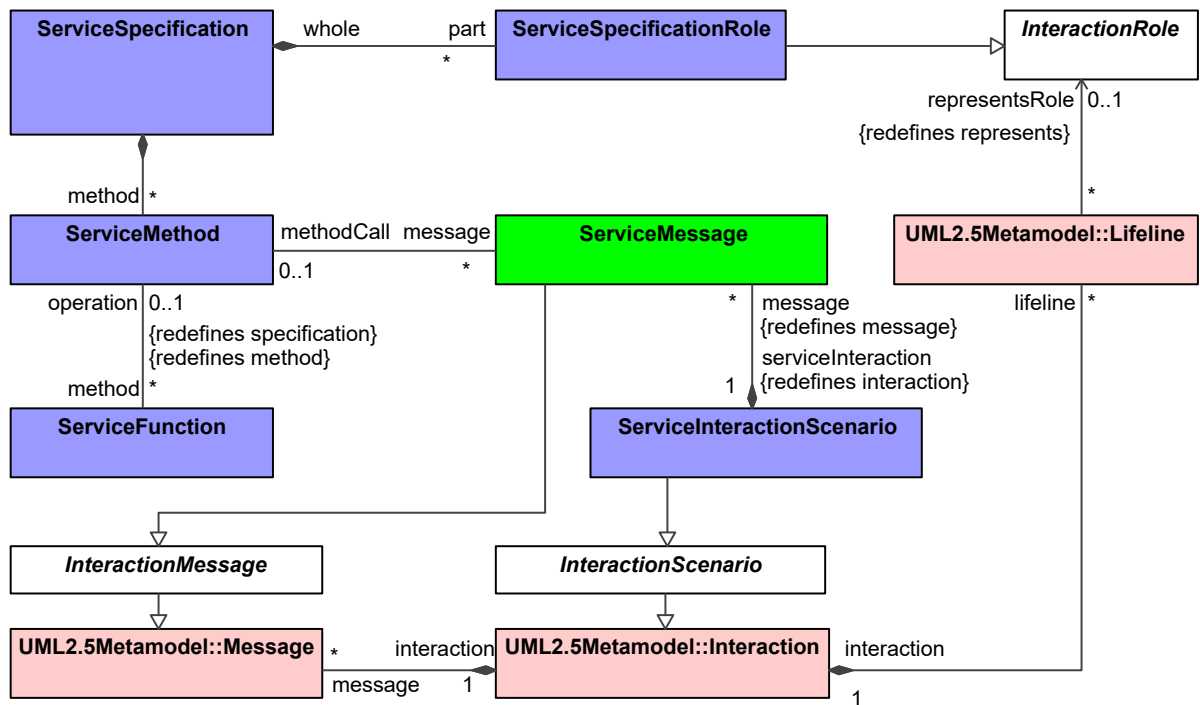 ServiceSpecification
whole
part
*
ServiceSpecificationRole
InteractionRole
representsRole
0..1
{redefines represents}
*
method
*
ServiceMethod
methodCall
0..1
message
*
ServiceMessage
UML2.5Metamodel::Lifeline
operation
0..1
{redefines specification}
{redefines method}
method
*
*
message
{redefines message}
serviceInteraction
1
{redefines interaction}
lifeline
*
ServiceFunction
ServiceInteractionScenario
InteractionMessage
InteractionScenario
UML2.5Metamodel::Message
*
message
interaction
1
UML2.5Metamodel::Interaction
interaction
1